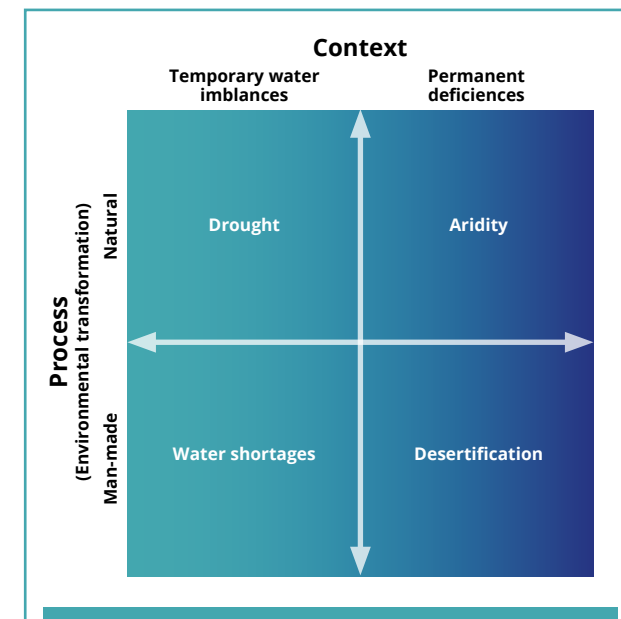 Context
Temporary water
imblances
Permanent
deficiences
Process
(Environmental transformation)
Natural
Man-made
Drought
Aridity
Water shortages
Desertification